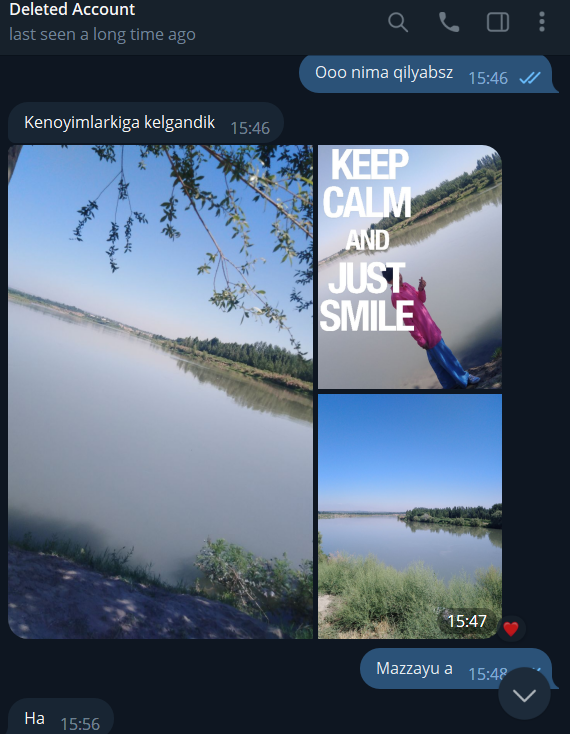 Deleted Account
last seen a long time ago
Ooo nima qilyabsz 15:46
Kenoyimlarkiga kelgandik 15:46
KEEP
CALM
AND
JUST
SMILE
15:47
Mazzayu a 15:48
Ha 15:56